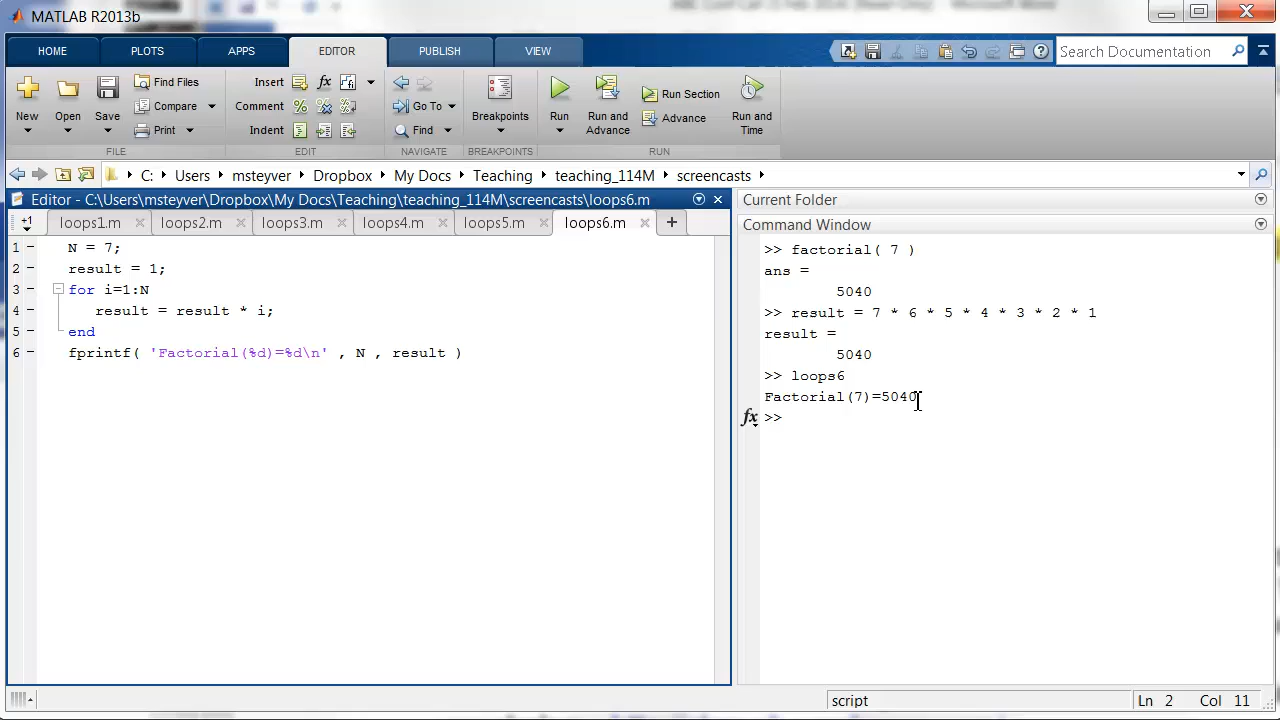 MATLAB R2013b
HOME PLOTS APPS EDITOR PUBLISH VIEW
Search Documentation
New Open Save Find Files Compare Print
Insert Comment Indent
Go To Find
Breakpoints
Run Run and Advance Run Section Advance Run and Time
FILE EDIT NAVIGATE BREAKPOINTS RUN
C: Users msteyver Dropbox My Docs Teaching teaching_114M screencasts
Editor - C:\Users\msteyver\Dropbox\My Docs\Teaching\teaching_114M\screencasts\loops6.m
+1 loops1.m loops2.m loops3.m loops4.m loops5.m loops6.m
1 N = 7;
2 result = 1;
3 for i=1:N
4 result = result * i;
5 end
6 fprintf( 'Factorial(%d)=%d\n' , N , result )
Current Folder
Command Window
>> factorial( 7 )
ans =
5040
>> result = 7 * 6 * 5 * 4 * 3 * 2 * 1
result =
5040
>> loops6
Factorial(7)=5040
fx >>
script Ln 2 Col 11